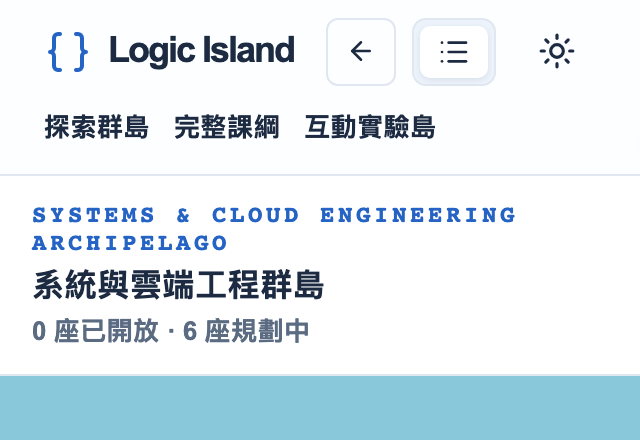 { } Logic Island
探索群島 完整課綱 互動實驗島
SYSTEMS & CLOUD ENGINEERING
ARCHIPELAGO
系統與雲端工程群島
0 座已開放 · 6 座規劃中